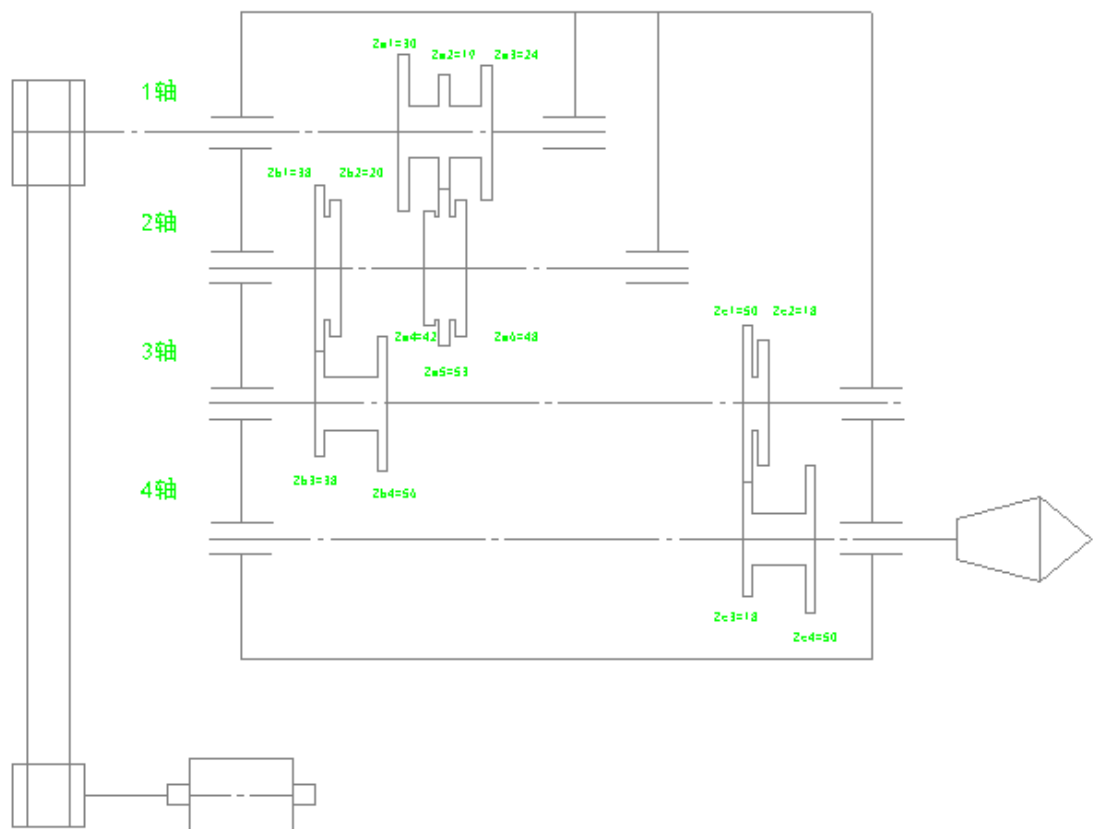 Za1=30
Za2=19
Za3=24
1轴
Zb1=38
Zb2=20
2轴
Zc1=50
Zc2=18
Za4=42
Za6=48
3轴
Za5=53
Zb3=38
Zb4=56
4轴
Zc3=18
Zc4=50